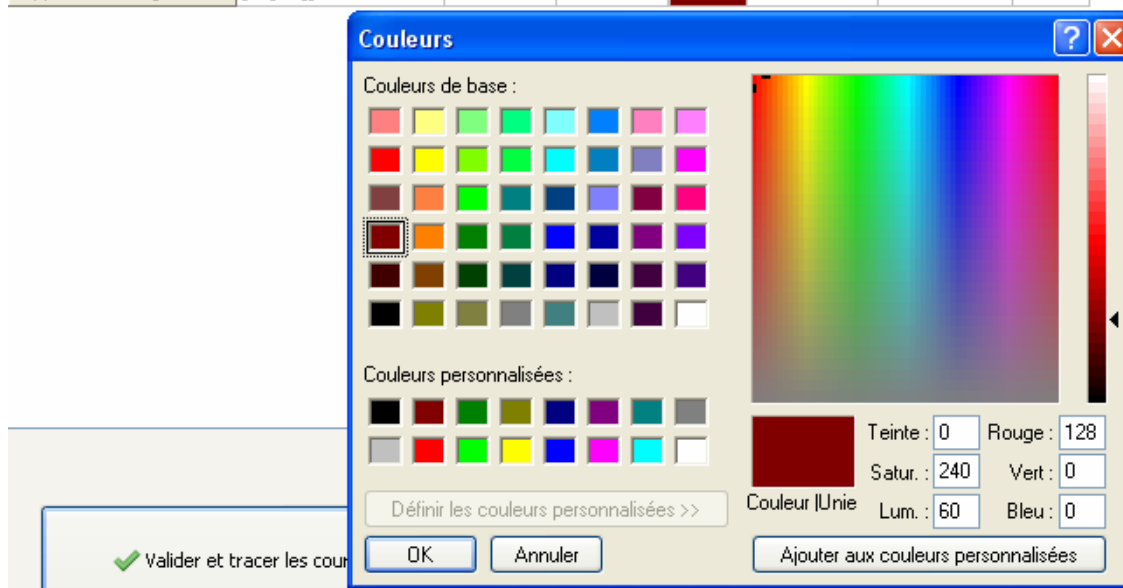 Couleurs
Couleurs de base :
Couleurs personnalisées :
Teinte : 0 Rouge : 128
Satur. : 240 Vert : 0
Couleur |Unie Lum. : 60 Bleu : 0
Définir les couleurs personnalisées >>
OK Annuler Ajouter aux couleurs personnalisées
Valider et tracer les cour